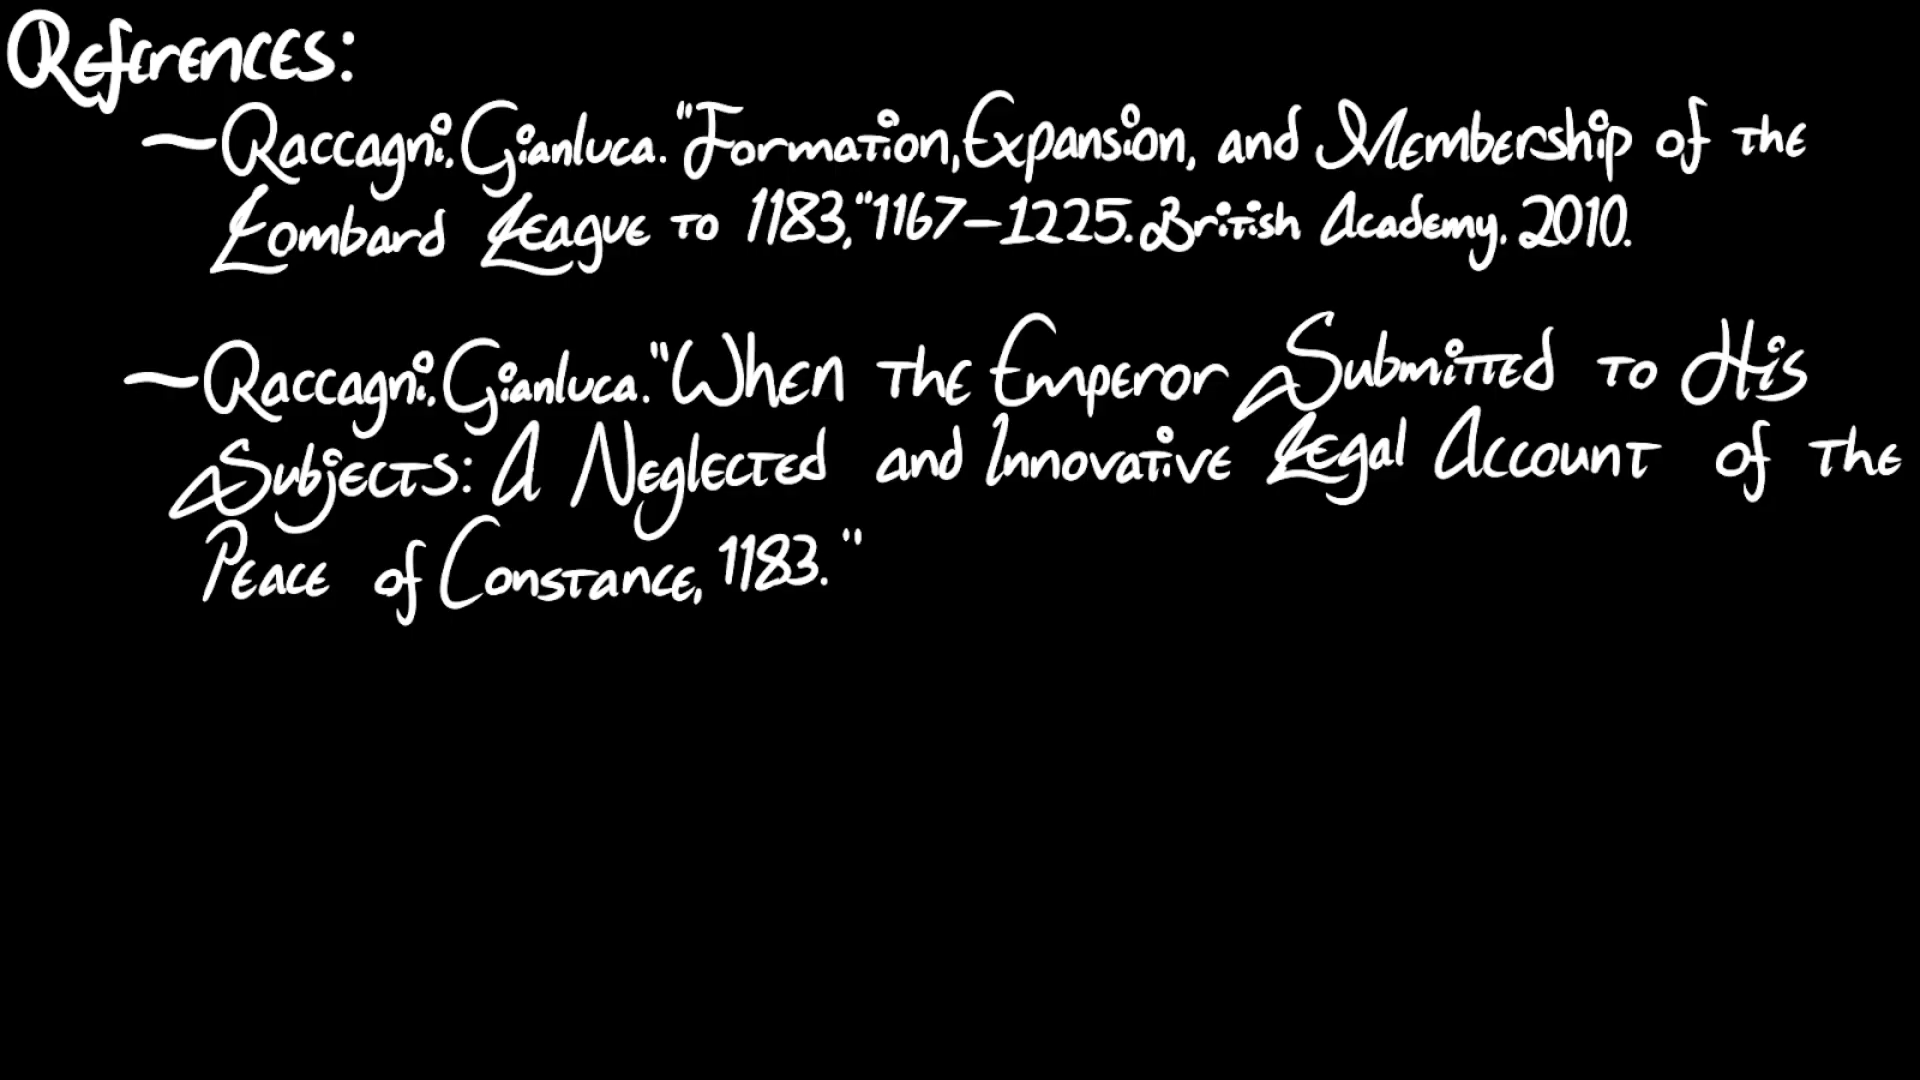 References:
~Raccagni, Gianluca. "Formation, Expansion, and Membership of the
Lombard League to 1183," 1167-1225. British Academy. 2010.
~Raccagni, Gianluca. "When the Emperor Submitted to His
Subjects: A Neglected and Innovative Legal Account of the
Peace of Constance, 1183."